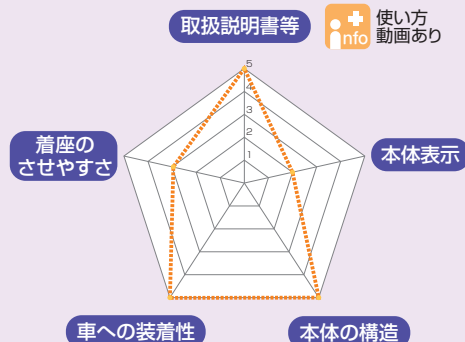 取扱説明書等
info
使い方
動画あり
5
4
3
2
1
着座の
させやすさ
本体表示
車への装着性
本体の構造